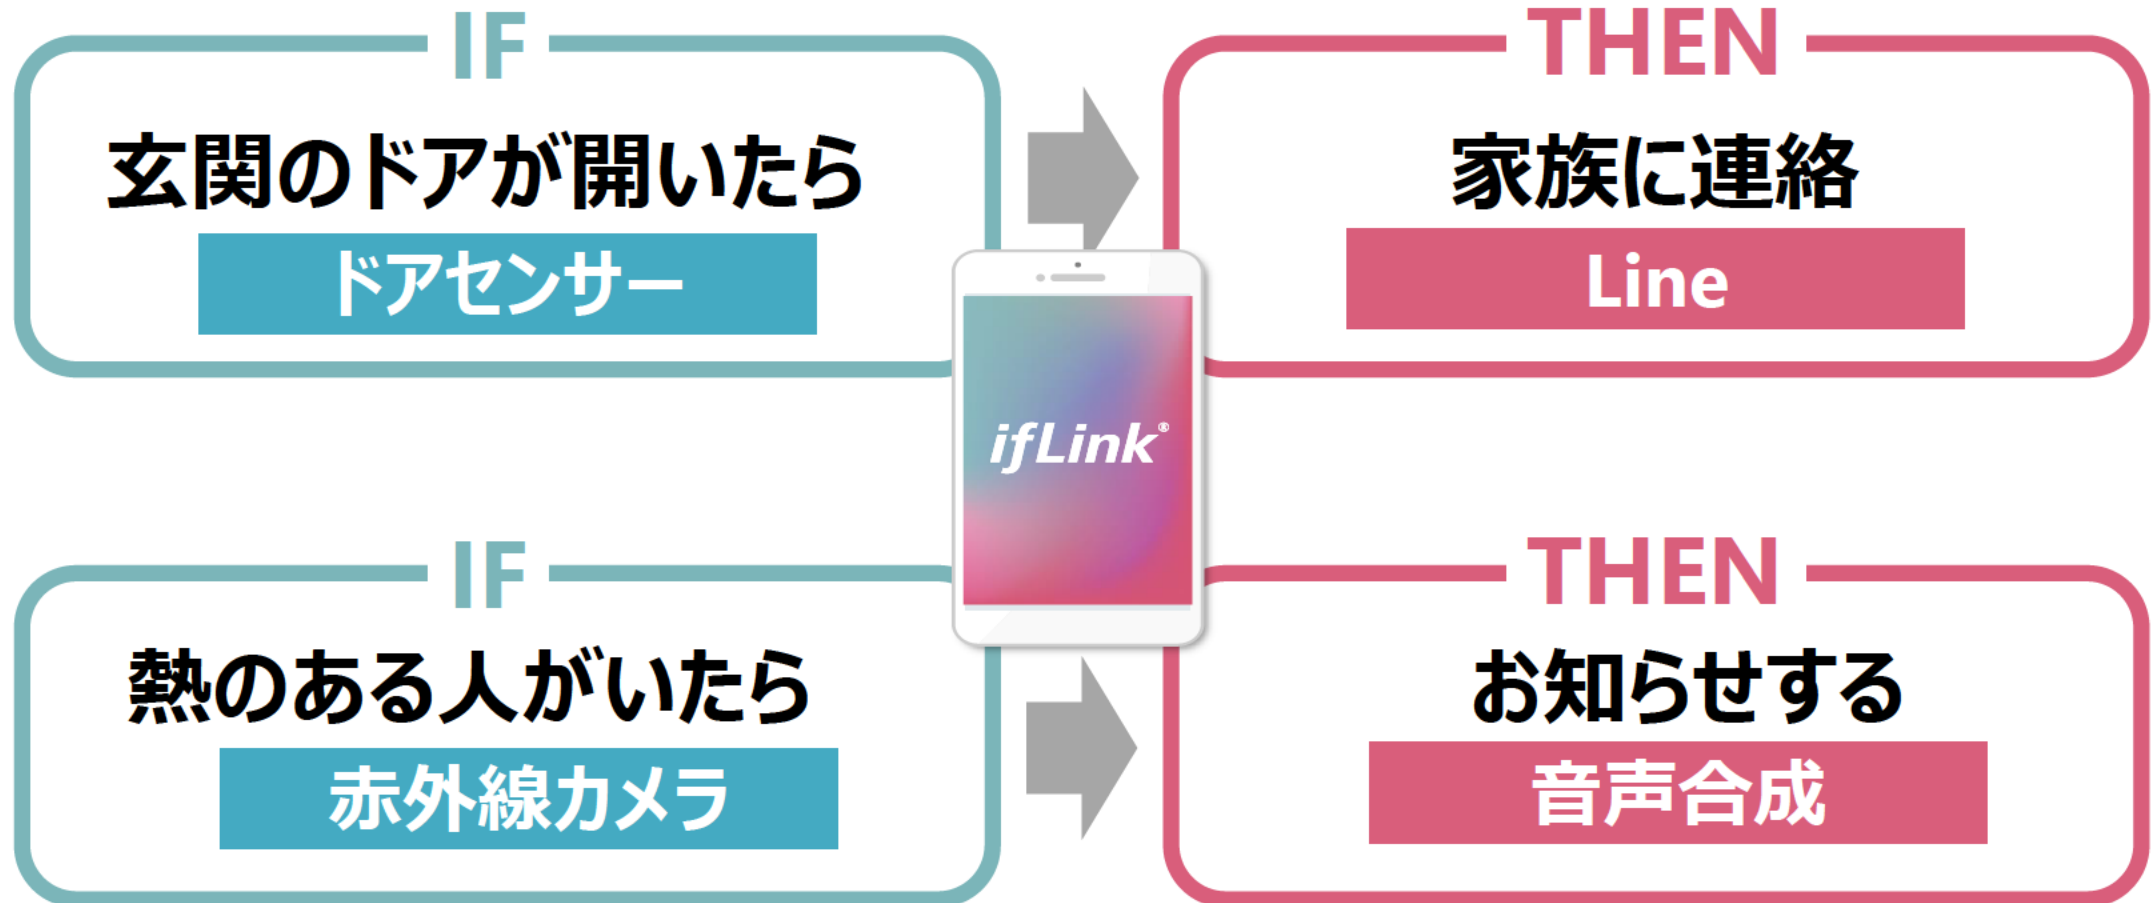 IF
玄関のドアが開いたら
ドアセンサー
THEN
家族に連絡
Line
ifLink®
IF
熱のある人がいたら
赤外線カメラ
THEN
お知らせする
音声合成